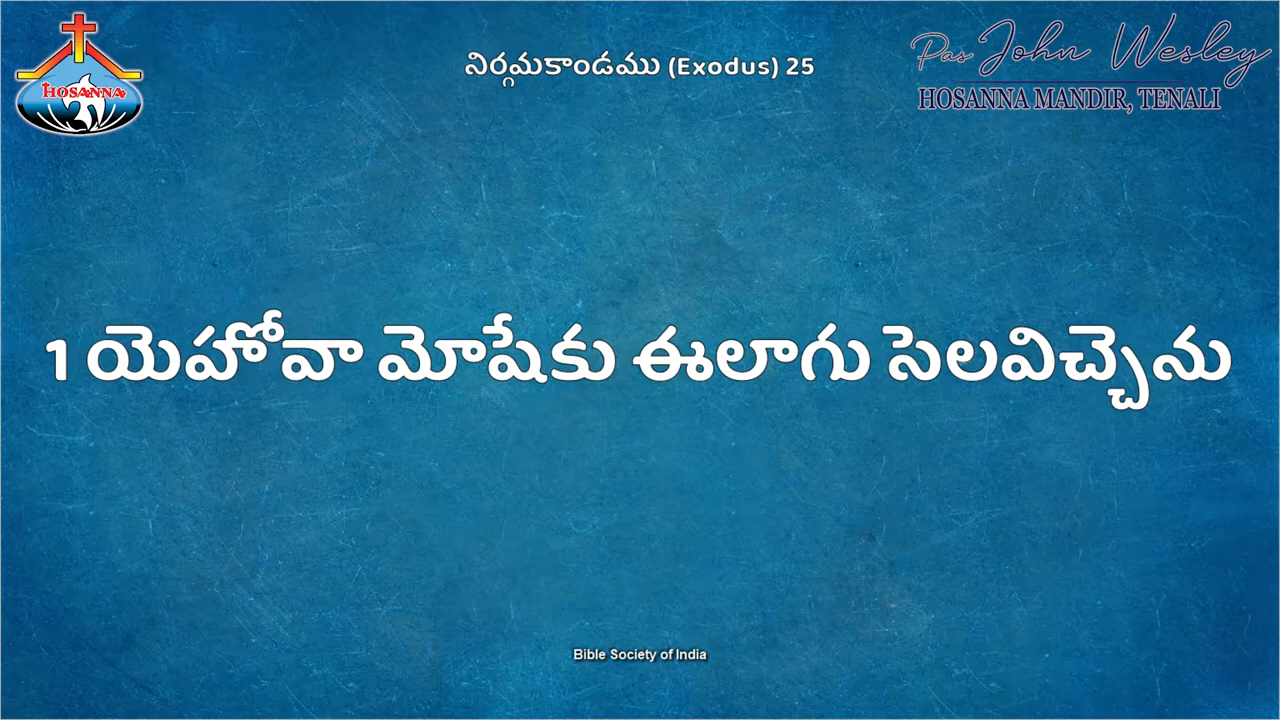 HOSANNA
నిర్గమకాండము (Exodus) 25
Pas John Wesley
HOSANNA MANDIR, TENALI
1 యెహోవా మోషేకు ఈలాగు సెలవిచ్చెను
Bible Society of India